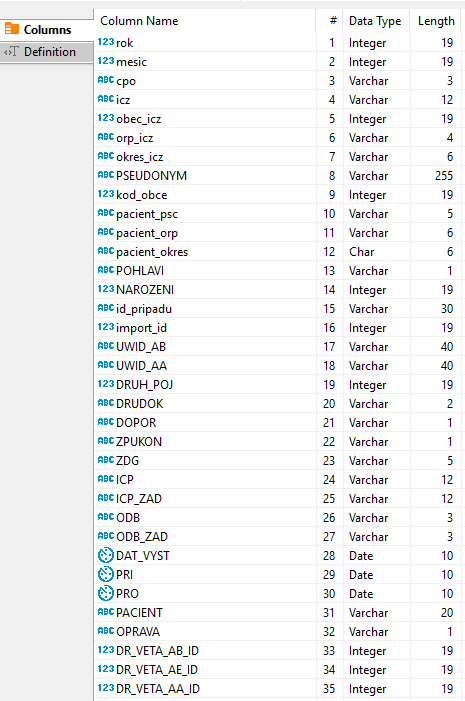 Columns
Definition
Column Name # Data Type Length
123 rok 1 Integer 19
123 mesic 2 Integer 19
ABC cpo 3 Varchar 3
ABC icz 4 Varchar 12
123 obec_icz 5 Integer 19
ABC orp_icz 6 Varchar 4
ABC okres_icz 7 Varchar 6
ABC PSEUDONYM 8 Varchar 255
123 kod_obce 9 Integer 19
ABC pacient_psc 10 Varchar 5
ABC pacient_orp 11 Varchar 6
ABC pacient_okres 12 Char 6
ABC POHLAVI 13 Varchar 1
123 NAROZENI 14 Integer 19
ABC id_pripadu 15 Varchar 30
123 import_id 16 Integer 19
ABC UWID_AB 17 Varchar 40
ABC UWID_AA 18 Varchar 40
123 DRUH_POJ 19 Integer 19
ABC DRUDOK 20 Varchar 2
ABC DOPOR 21 Varchar 1
ABC ZPUKON 22 Varchar 1
ABC ZDG 23 Varchar 5
ABC ICP 24 Varchar 12
ABC ICP_ZAD 25 Varchar 12
ABC ODB 26 Varchar 3
ABC ODB_ZAD 27 Varchar 3
DAT_VYST 28 Date 10
PRI 29 Date 10
PRO 30 Date 10
ABC PACIENT 31 Varchar 20
ABC OPRAVA 32 Varchar 1
123 DR_VETA_AB_ID 33 Integer 19
123 DR_VETA_AE_ID 34 Integer 19
123 DR_VETA_AA_ID 35 Integer 19